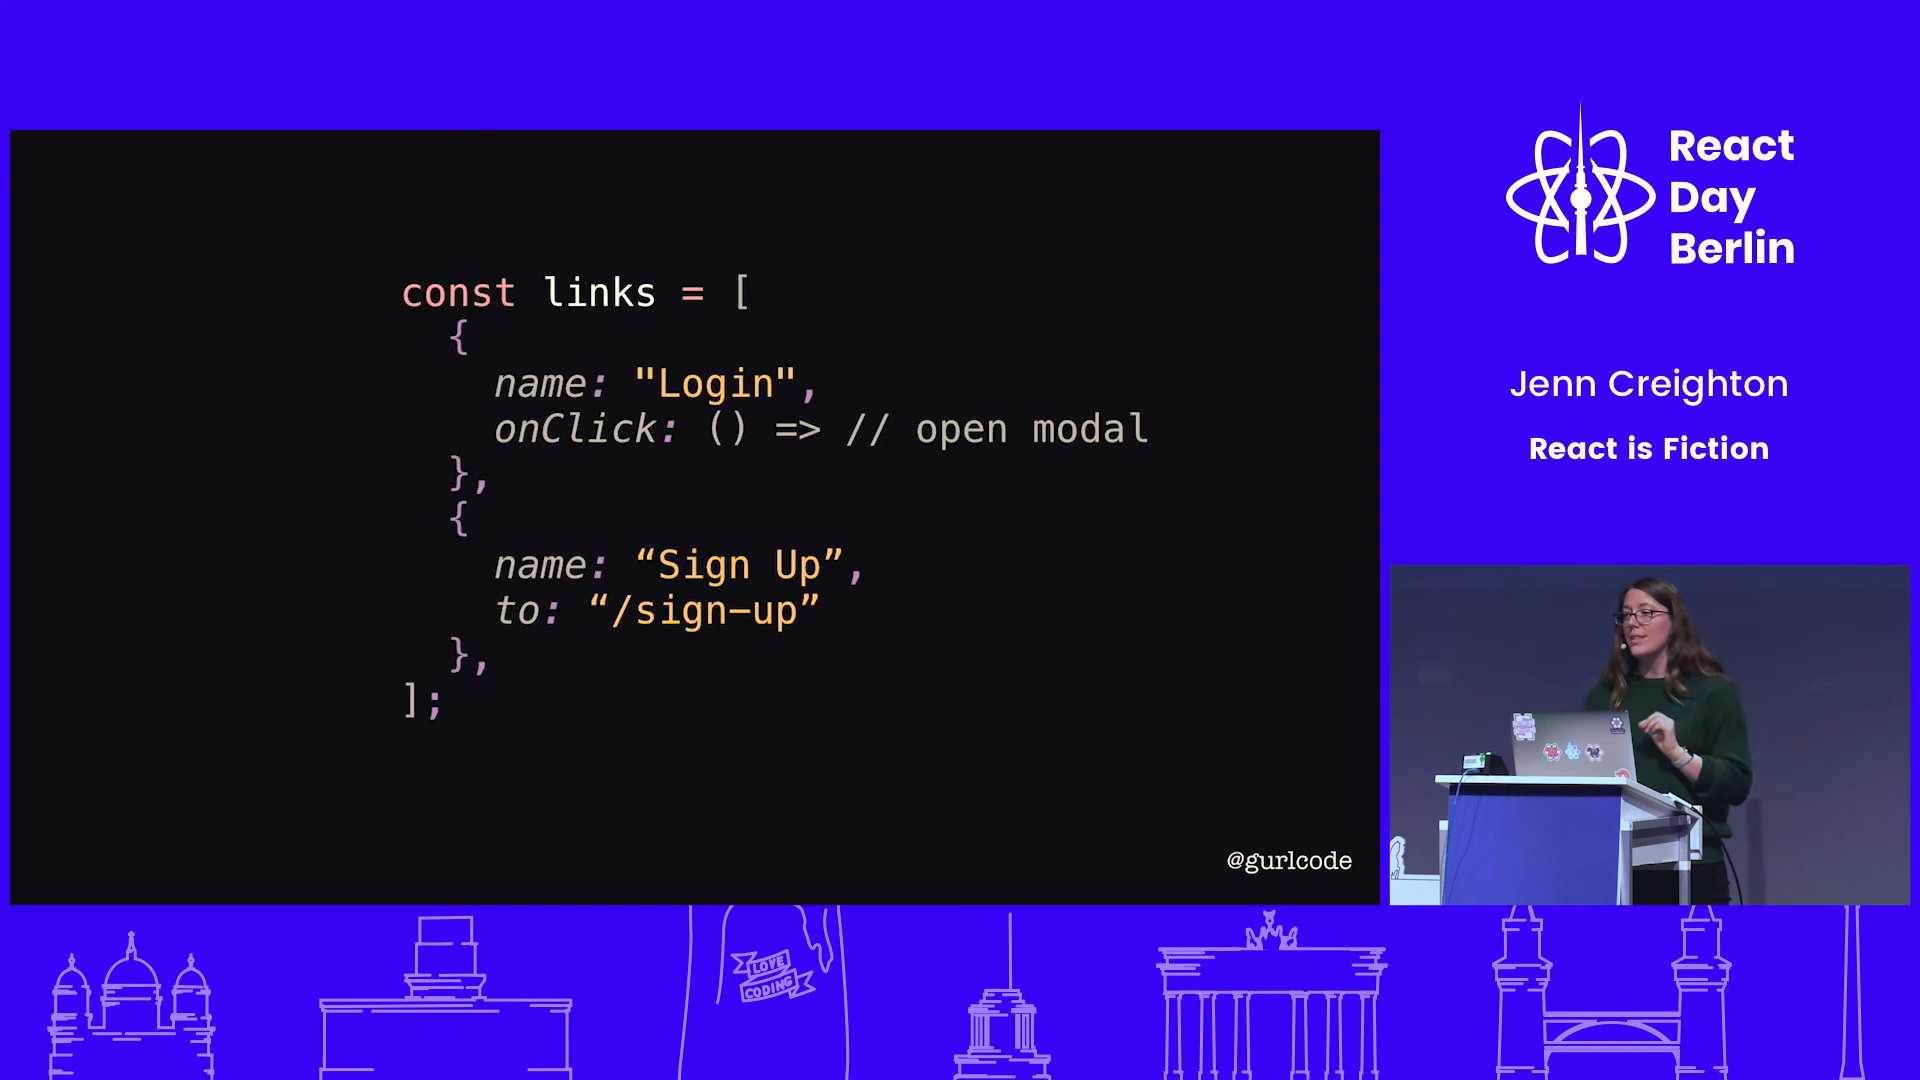 const links = [
{
name: "Login",
onClick: () => // open modal
},
{
name: “Sign Up”,
to: “/sign-up”
},
];
@gurlcode
React
Day
Berlin
Jenn Creighton
React is Fiction
LOVE
CODING